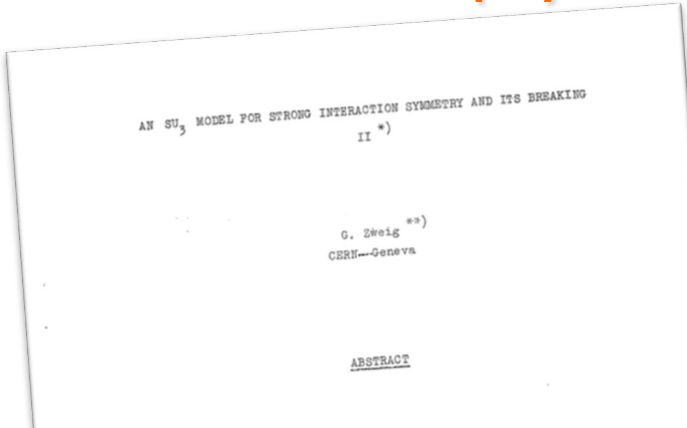 AN SU₃ MODEL FOR STRONG INTERACTION SYMMETRY AND ITS BREAKING
II *)
G. Zweig **)
CERN---Geneva
ABSTRACT